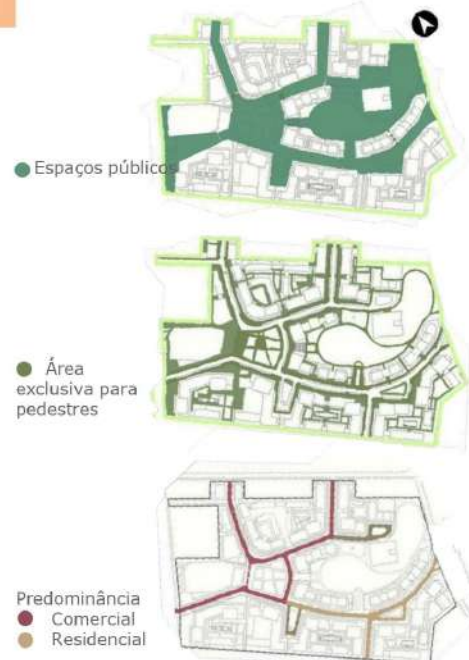 Espaços públicos
Área
exclusiva para
pedestres
Predominância
Comercial
Residencial